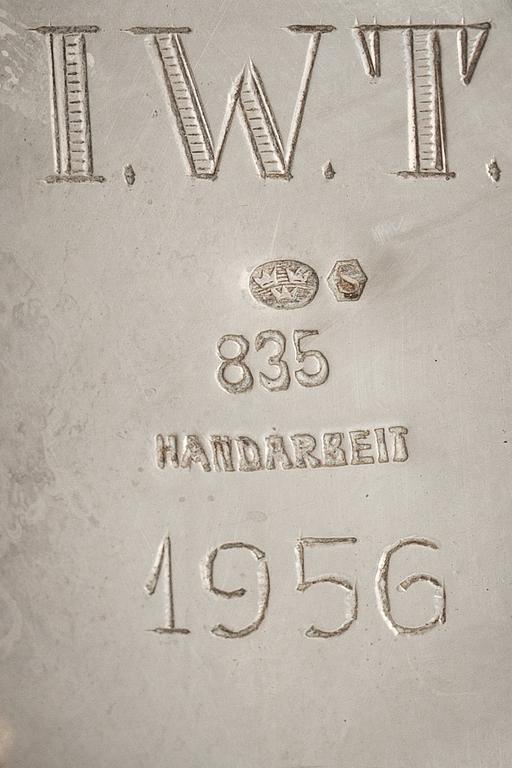 I.W.T.
S
835
HANDARBEIT
1956